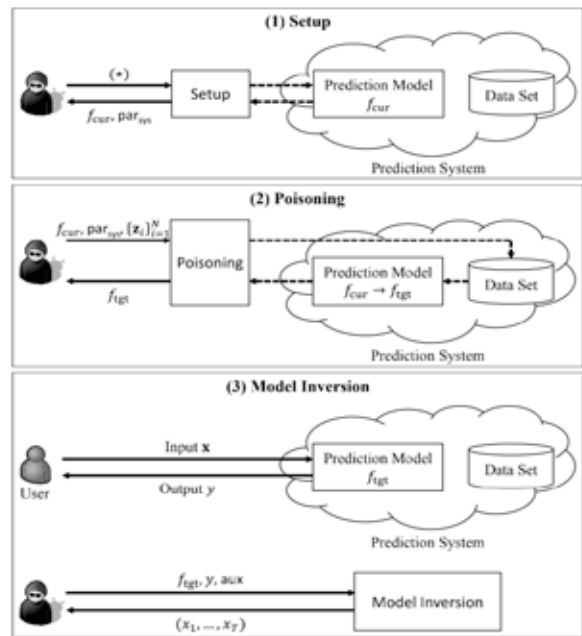 (1) Setup
(*)
Setup
f_cur, par_sys
Prediction Model
f_cur
Data Set
Prediction System
(2) Poisoning
f_cur, par_sys, {z_i}_{i=1}^N
Poisoning
f_tgt
Prediction Model
f_cur → f_tgt
Data Set
Prediction System
(3) Model Inversion
Input x
Output y
User
Prediction Model
f_tgt
Data Set
Prediction System
f_tgt, y, aux
(x_1, ..., x_T)
Model Inversion